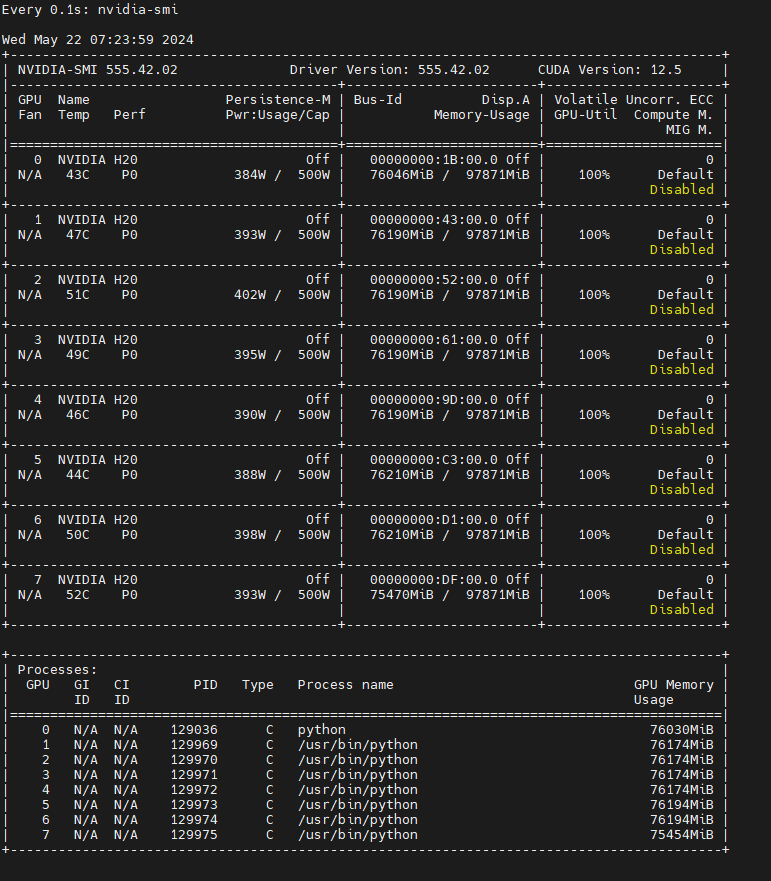 Every 0.1s: nvidia-smi
Wed May 22 07:23:59 2024
+-----------------------------------------------------------------------------------------+
| NVIDIA-SMI 555.42.02              Driver Version: 555.42.02      CUDA Version: 12.5     |
|-----------------------------------------+------------------------+----------------------+
| GPU  Name                 Persistence-M | Bus-Id          Disp.A | Volatile Uncorr. ECC |
| Fan  Temp   Perf          Pwr:Usage/Cap |           Memory-Usage | GPU-Util  Compute M. |
|                                         |                        |               MIG M. |
|=========================================+========================+======================|
|   0  NVIDIA H20                     Off |   00000000:1B:00.0 Off |                    0 |
| N/A   43C    P0            384W /  500W |   76046MiB /  97871MiB |    100%      Default |
|                                         |                        |             Disabled |
+-----------------------------------------+------------------------+----------------------+
|   1  NVIDIA H20                     Off |   00000000:43:00.0 Off |                    0 |
| N/A   47C    P0            393W /  500W |   76190MiB /  97871MiB |    100%      Default |
|                                         |                        |             Disabled |
+-----------------------------------------+------------------------+----------------------+
|   2  NVIDIA H20                     Off |   00000000:52:00.0 Off |                    0 |
| N/A   51C    P0            402W /  500W |   76190MiB /  97871MiB |    100%      Default |
|                                         |                        |             Disabled |
+-----------------------------------------+------------------------+----------------------+
|   3  NVIDIA H20                     Off |   00000000:61:00.0 Off |                    0 |
| N/A   49C    P0            395W /  500W |   76190MiB /  97871MiB |    100%      Default |
|                                         |                        |             Disabled |
+-----------------------------------------+------------------------+----------------------+
|   4  NVIDIA H20                     Off |   00000000:9D:00.0 Off |                    0 |
| N/A   46C    P0            390W /  500W |   76190MiB /  97871MiB |    100%      Default |
|                                         |                        |             Disabled |
+-----------------------------------------+------------------------+----------------------+
|   5  NVIDIA H20                     Off |   00000000:C3:00.0 Off |                    0 |
| N/A   44C    P0            388W /  500W |   76210MiB /  97871MiB |    100%      Default |
|                                         |                        |             Disabled |
+-----------------------------------------+------------------------+----------------------+
|   6  NVIDIA H20                     Off |   00000000:D1:00.0 Off |                    0 |
| N/A   50C    P0            398W /  500W |   76210MiB /  97871MiB |    100%      Default |
|                                         |                        |             Disabled |
+-----------------------------------------+------------------------+----------------------+
|   7  NVIDIA H20                     Off |   00000000:DF:00.0 Off |                    0 |
| N/A   52C    P0            393W /  500W |   75470MiB /  97871MiB |    100%      Default |
|                                         |                        |             Disabled |
+-----------------------------------------+------------------------+----------------------+
+-----------------------------------------------------------------------------------------+
| Processes:                                                                              |
|  GPU   GI   CI        PID   Type   Process name                              GPU Memory |
|        ID   ID                                                               Usage      |
|=========================================================================================|
|    0   N/A  N/A    129036      C   python                                      76030MiB |
|    1   N/A  N/A    129969      C   /usr/bin/python                             76174MiB |
|    2   N/A  N/A    129970      C   /usr/bin/python                             76174MiB |
|    3   N/A  N/A    129971      C   /usr/bin/python                             76174MiB |
|    4   N/A  N/A    129972      C   /usr/bin/python                             76174MiB |
|    5   N/A  N/A    129973      C   /usr/bin/python                             76194MiB |
|    6   N/A  N/A    129974      C   /usr/bin/python                             76194MiB |
|    7   N/A  N/A    129975      C   /usr/bin/python                             75454MiB |
+-----------------------------------------------------------------------------------------+